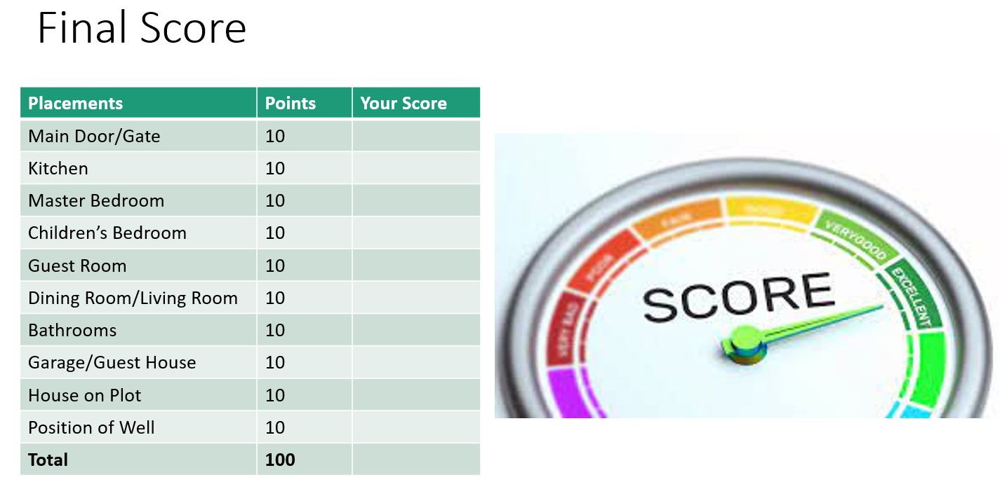 Final Score
Placements Points Your Score
Main Door/Gate 10
Kitchen 10
Master Bedroom 10
Children’s Bedroom 10
Guest Room 10
Dining Room/Living Room 10
Bathrooms 10
Garage/Guest House 10
House on Plot 10
Position of Well 10
Total 100
VERY BAD
POOR
FAIR
GOOD
VERYGOOD
EXCELLENT
SCORE